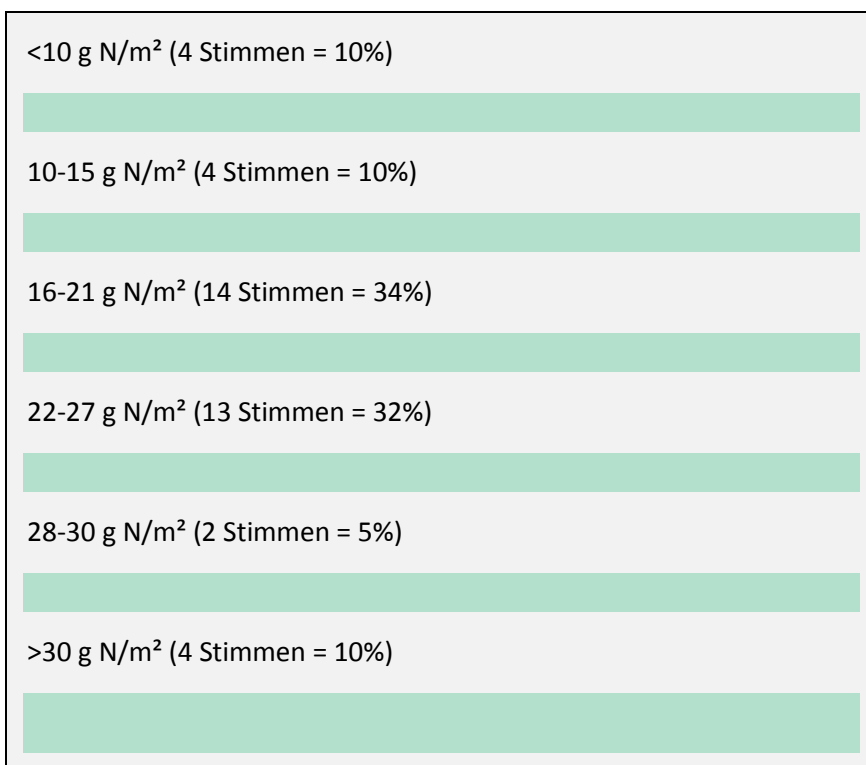 <10 g N/m² (4 Stimmen = 10%)
10-15 g N/m² (4 Stimmen = 10%)
16-21 g N/m² (14 Stimmen = 34%)
22-27 g N/m² (13 Stimmen = 32%)
28-30 g N/m² (2 Stimmen = 5%)
>30 g N/m² (4 Stimmen = 10%)